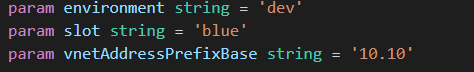 param environment string = 'dev'
param slot string = 'blue'
param vnetAddressPrefixBase string = '10.10'